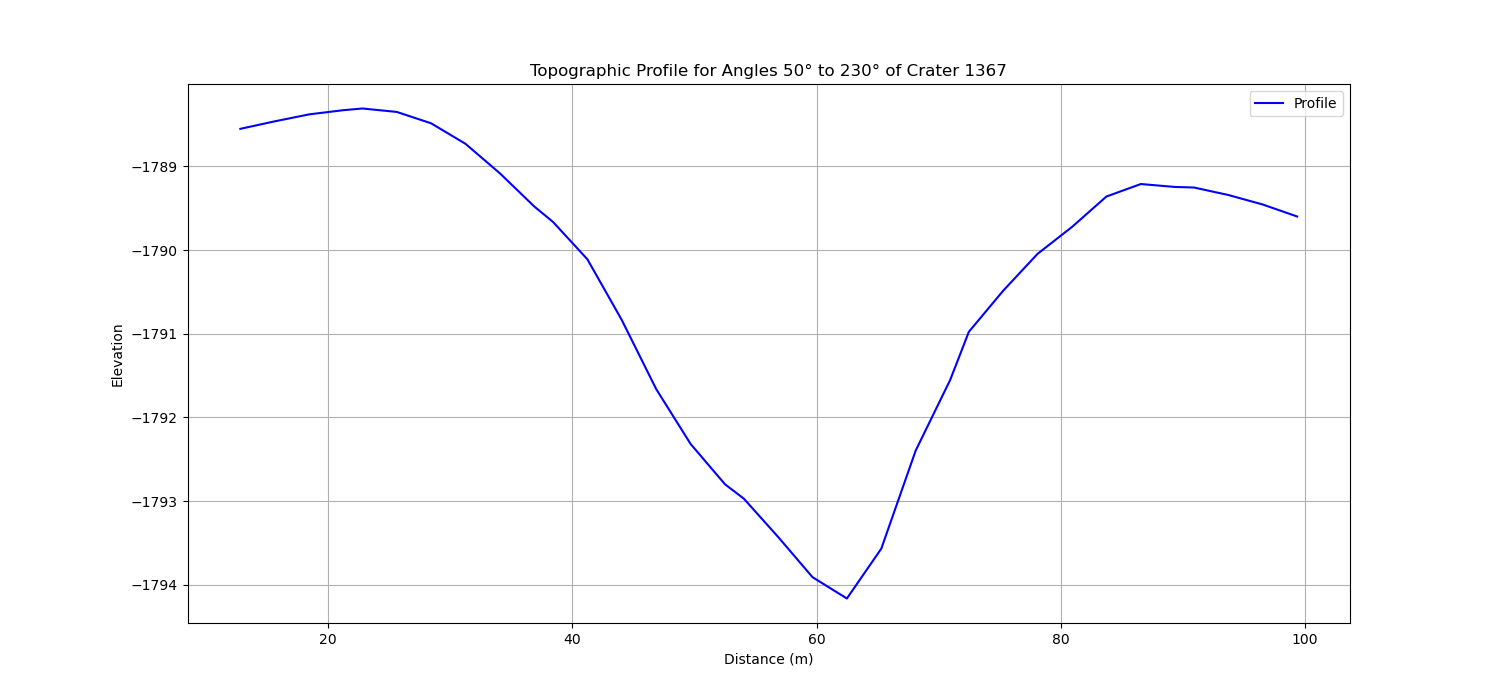 Topographic Profile for Angles 50° to 230° of Crater 1367
Profile
−1789
−1790
−1791
−1792
−1793
−1794
Elevation
20 40 60 80 100
Distance (m)